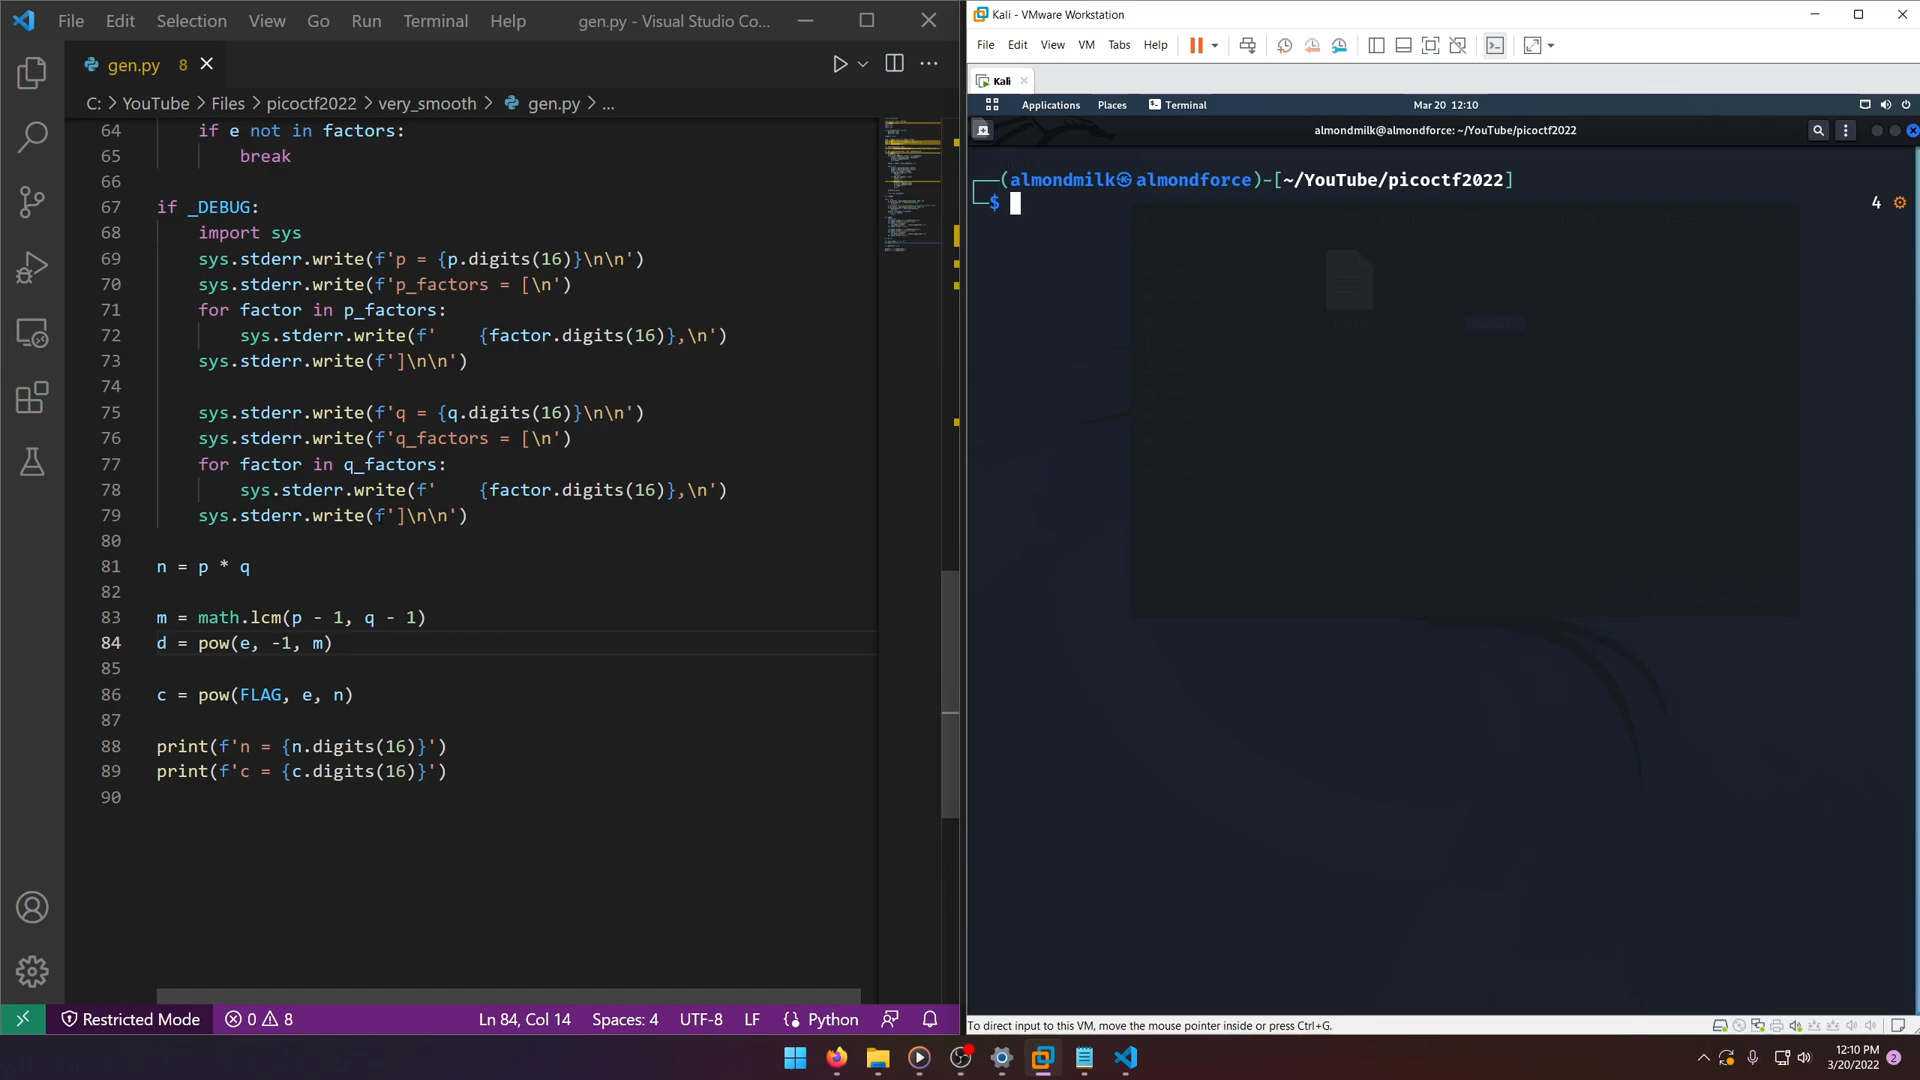 File Edit Selection View Go Run Terminal Help gen.py - Visual Studio Co...
gen.py 8
C: > YouTube > Files > picoctf2022 > very_smooth > gen.py > ...
64 if e not in factors:
65 break
66
67 if _DEBUG:
68 import sys
69 sys.stderr.write(f'p = {p.digits(16)}\n\n')
70 sys.stderr.write(f'p_factors = [\n')
71 for factor in p_factors:
72 sys.stderr.write(f'    {factor.digits(16)},\n')
73 sys.stderr.write(f']\n\n')
74
75 sys.stderr.write(f'q = {q.digits(16)}\n\n')
76 sys.stderr.write(f'q_factors = [\n')
77 for factor in q_factors:
78 sys.stderr.write(f'    {factor.digits(16)},\n')
79 sys.stderr.write(f']\n\n')
80
81 n = p * q
82
83 m = math.lcm(p - 1, q - 1)
84 d = pow(e, -1, m)
85
86 c = pow(FLAG, e, n)
87
88 print(f'n = {n.digits(16)}')
89 print(f'c = {c.digits(16)}')
90
Restricted Mode 0 8 Ln 84, Col 14 Spaces: 4 UTF-8 LF Python
Kali - VMware Workstation
File Edit View VM Tabs Help
Kali
Applications Places Terminal Mar 20 12:10
almondmilk@almondforce: ~/YouTube/picoctf2022
(almondmilk㉿almondforce)-[~/YouTube/picoctf2022]
$ 4
To direct input to this VM, move the mouse pointer inside or press Ctrl+G.
12:10 PM
3/20/2022 2